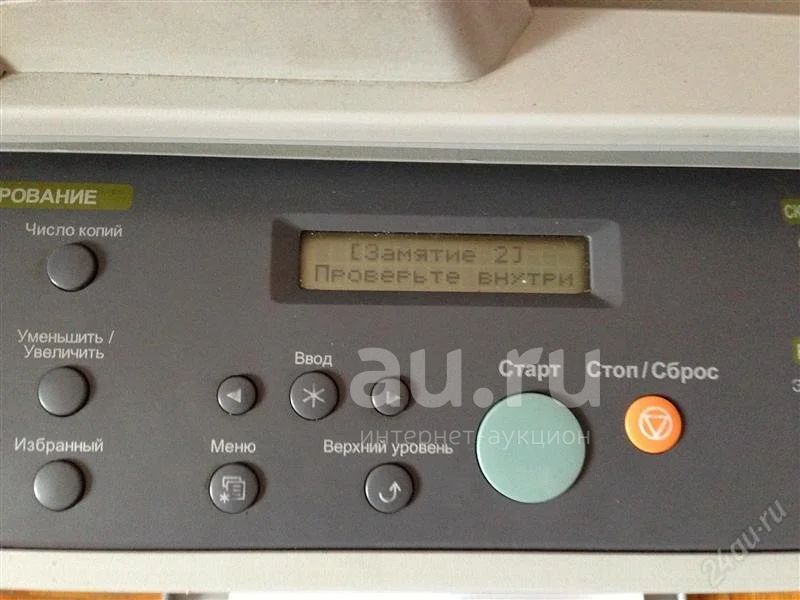 РОВАНИЕ
Число копий
[Замятие 2]
Проверьте внутри
Уменьшить /
Увеличить
Ввод
Старт
Стоп/Сброс
Избранный
Меню
Верхний уровень
au.ru
интернет-аукцион
24au.ru